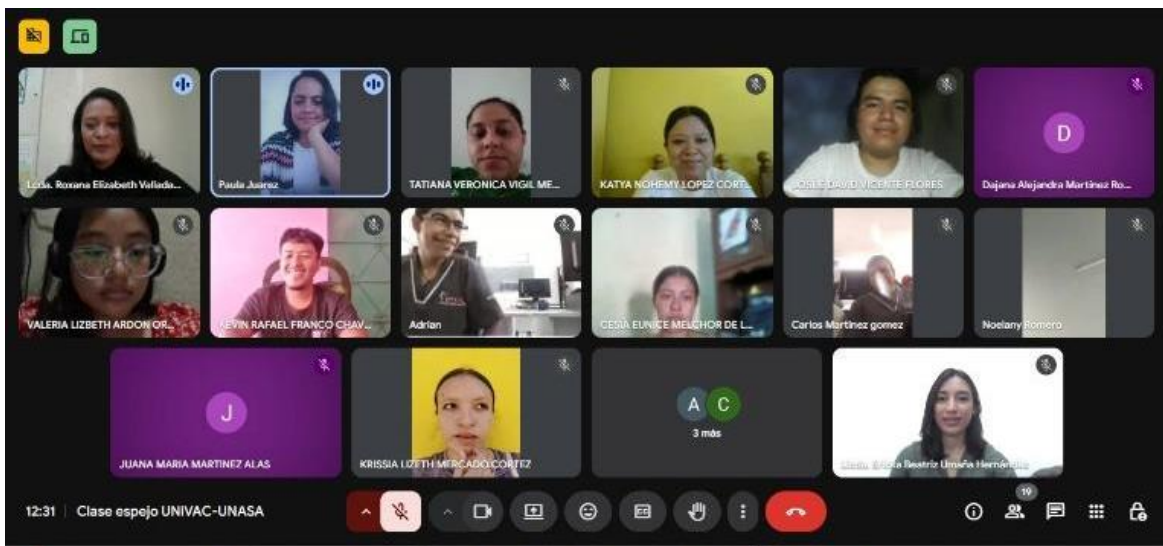 Lcda. Roxana Elizabeth Vallada...
Paula Juarez
TATIANA VERONICA VIGIL ME...
KATYA NOHEMY LOPEZ CORT...
JOSUE DAVID VICENTE FLORES
D
Dajana Alejandra Martinez Ro...
VALERIA LIZBETH ARDON OR...
KEVIN RAFAEL FRANCO CHAV...
Adrian
CESIA EUNICE MELCHOR DE L...
Carlos Martinez gomez
Noelany Romero
J
JUANA MARIA MARTINEZ ALAS
KRISSIA LIZETH MERCADO CORTEZ
A C
3 más
Beatriz Umaña Hernández
12:31 | Clase espejo UNIVAC-UNASA
19